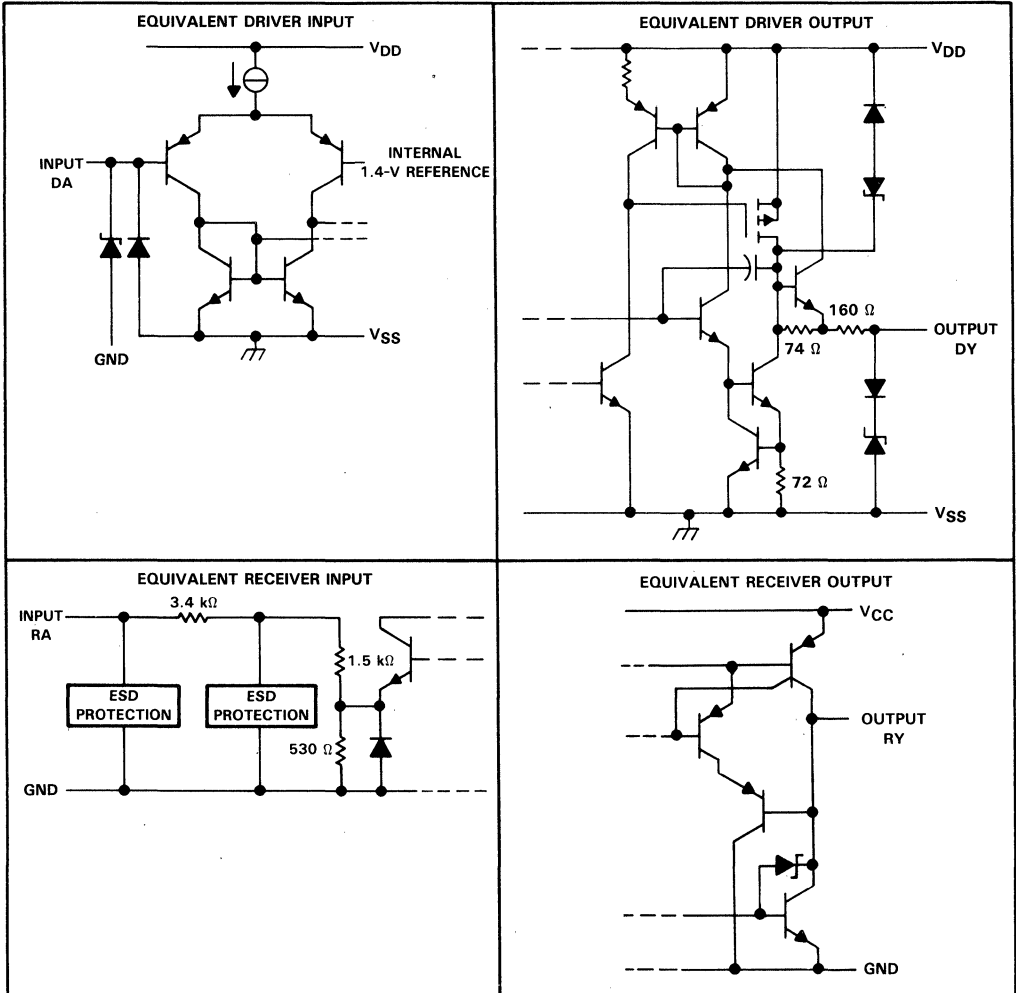 EQUIVALENT DRIVER INPUT
VDD
INPUT
DA
INTERNAL
1.4-V REFERENCE
VSS
GND
EQUIVALENT DRIVER OUTPUT
VDD
160 Ω
74 Ω
OUTPUT
DY
72 Ω
VSS
EQUIVALENT RECEIVER INPUT
3.4 kΩ
INPUT
RA
1.5 kΩ
ESD
PROTECTION
ESD
PROTECTION
530 Ω
GND
EQUIVALENT RECEIVER OUTPUT
VCC
OUTPUT
RY
GND